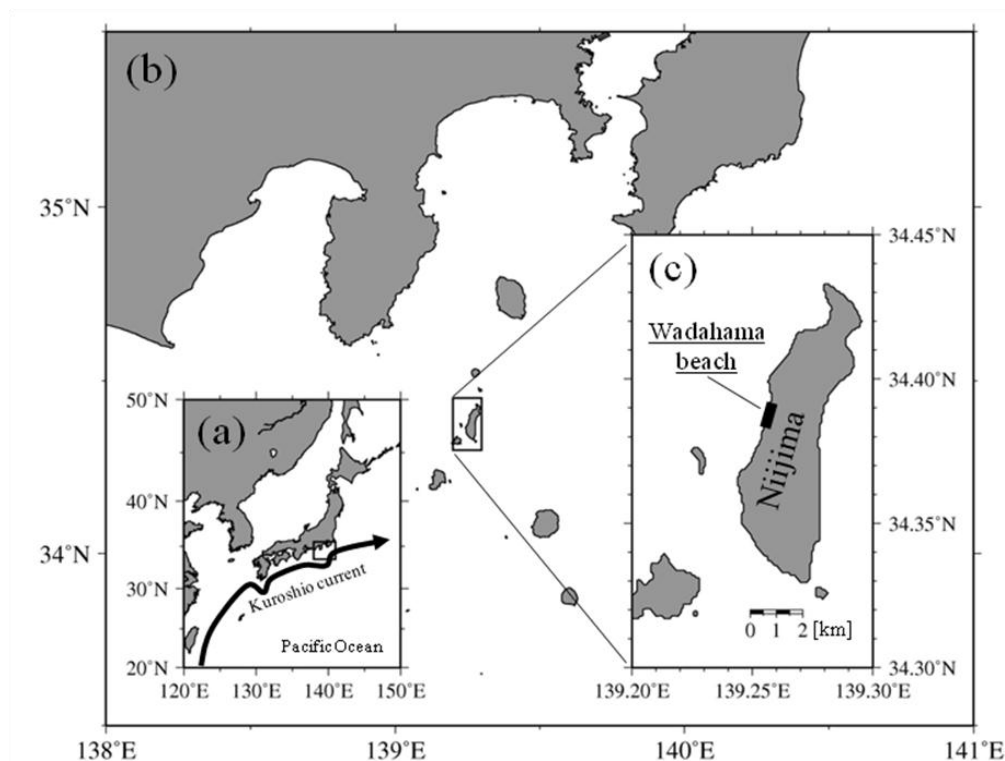 (b)
35°N
34°N
138°E
139°E
140°E
141°E
(a)
50°N
40°N
30°N
20°N
120°E
130°E
140°E
150°E
Kuroshio current
Pacific Ocean
(c)
Wadahama
beach
Niijima
0 1 2 [km]
34.45°N
34.40°N
34.35°N
34.30°N
139.20°E
139.25°E
139.30°E